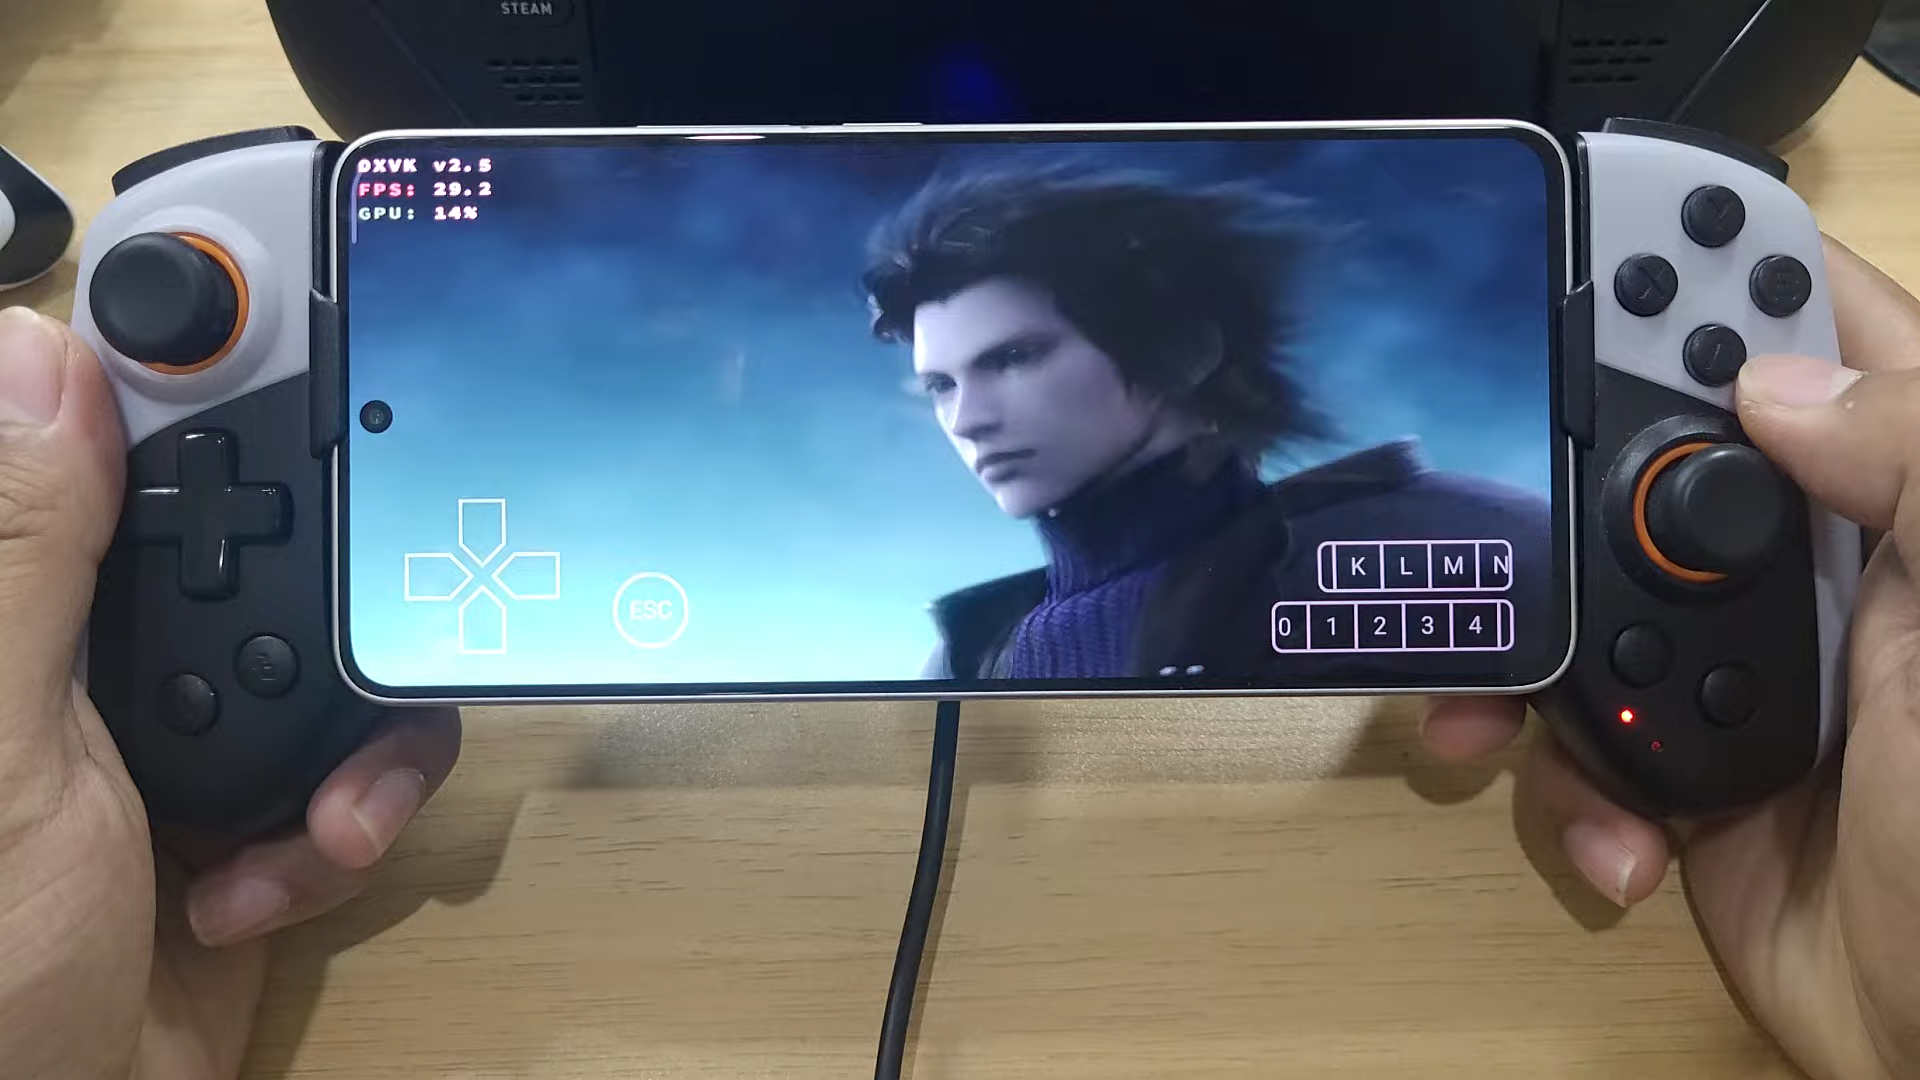 STEAM
DXVK v2.5
FPS: 29.2
GPU: 14%
Y
X
ESC
K L M N
0 1 2 3 4